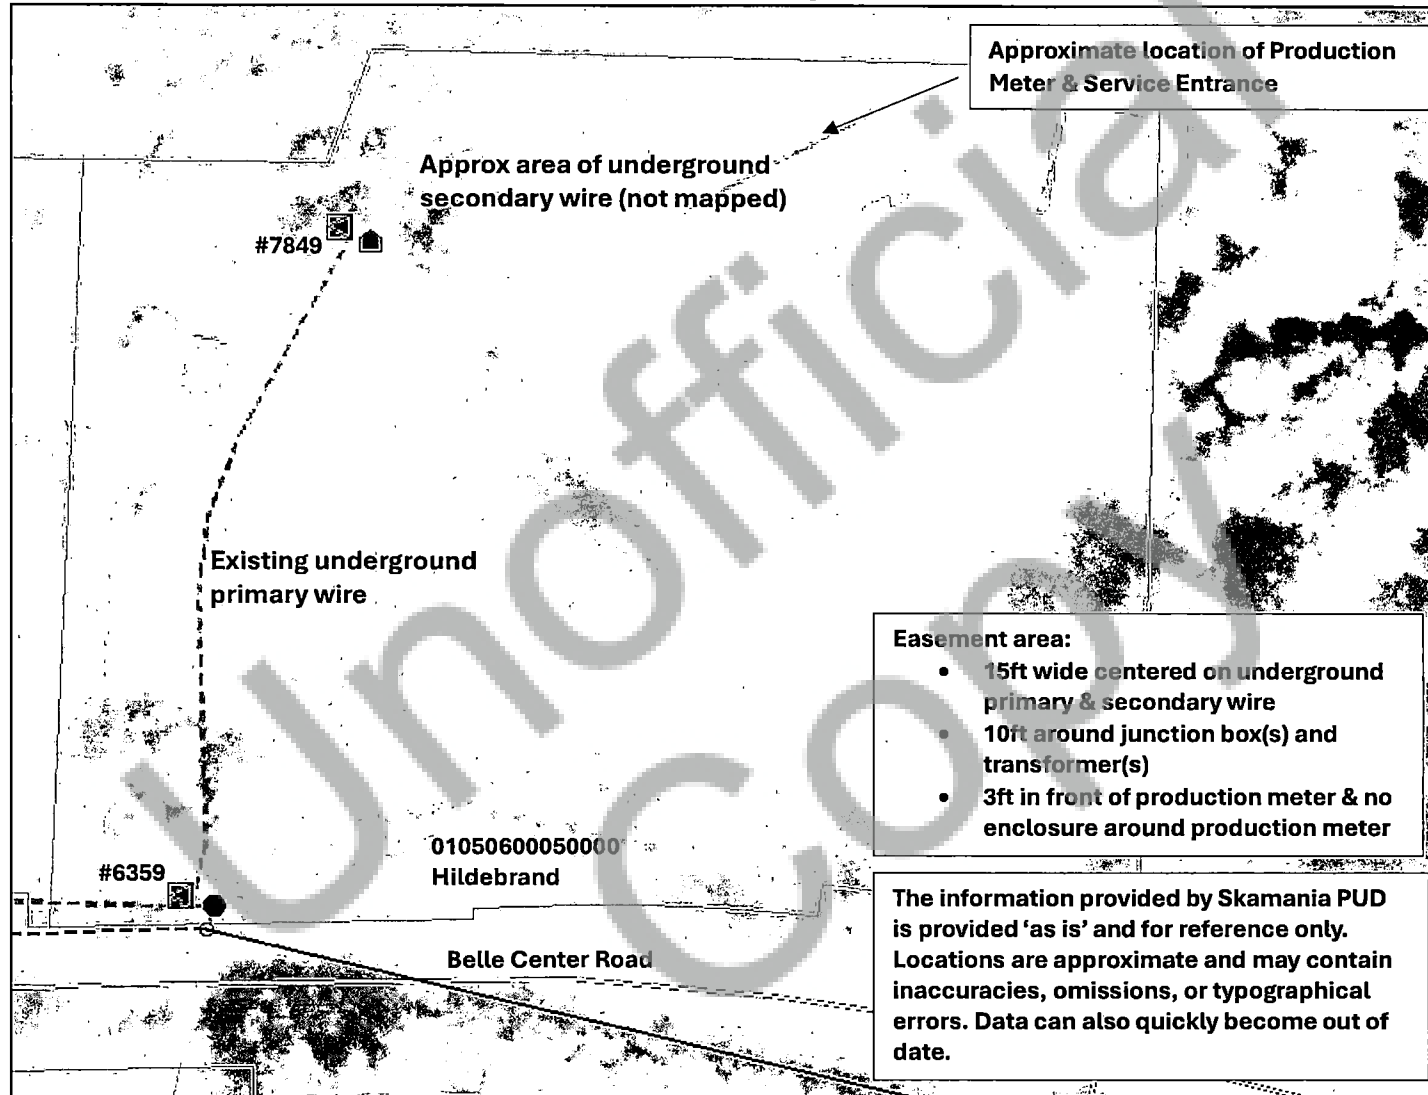 Approximate location of Production
Meter & Service Entrance
Approx area of underground
secondary wire (not mapped)
#7849
Existing underground
primary wire
Easement area:
• 15ft wide centered on underground
primary & secondary wire
• 10ft around junction box(s) and
transformer(s)
• 3ft in front of production meter & no
enclosure around production meter
01050600050000
Hildebrand
#6359
Belle Center Road
The information provided by Skamania PUD
is provided ‘as is’ and for reference only.
Locations are approximate and may contain
inaccuracies, omissions, or typographical
errors. Data can also quickly become out of
date.
Unofficial
Copy